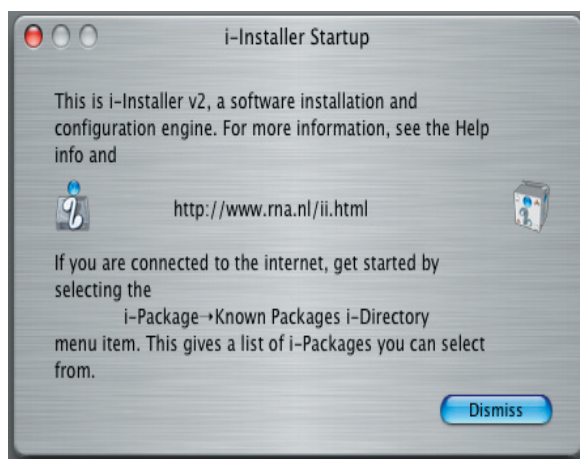 i-Installer Startup
This is i-Installer v2, a software installation and
configuration engine. For more information, see the Help
info and
http://www.rna.nl/ii.html
If you are connected to the internet, get started by
selecting the
i-Package→Known Packages i-Directory
menu item. This gives a list of i-Packages you can select
from.
Dismiss